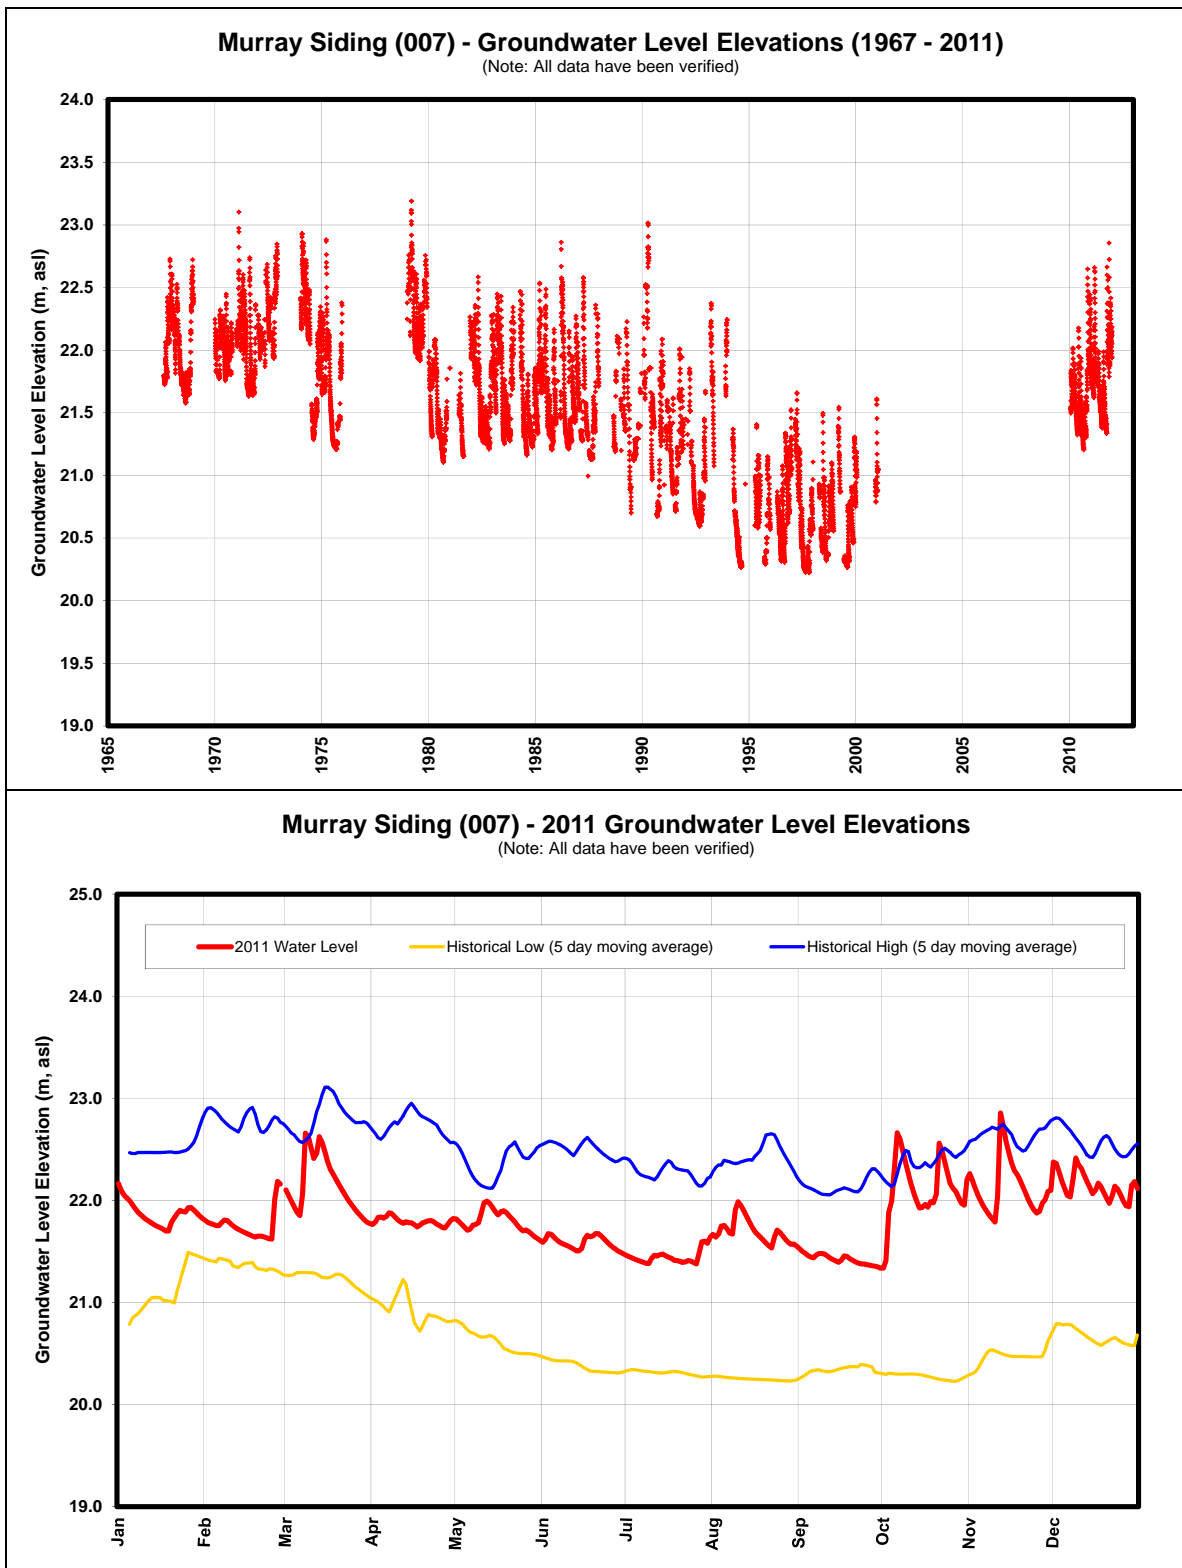 Murray Siding (007) - Groundwater Level Elevations (1967 - 2011)
(Note: All data have been verified)
Groundwater Level Elevation (m, asl)
24.0
23.5
23.0
22.5
22.0
21.5
21.0
20.5
20.0
19.5
19.0
1965
1970
1975
1980
1985
1990
1995
2000
2005
2010
Murray Siding (007) - 2011 Groundwater Level Elevations
(Note: All data have been verified)
Groundwater Level Elevation (m, asl)
25.0
2011 Water Level
Historical Low (5 day moving average)
Historical High (5 day moving average)
24.0
23.0
22.0
21.0
20.0
19.0
Jan
Feb
Mar
Apr
May
Jun
Jul
Aug
Sep
Oct
Nov
Dec